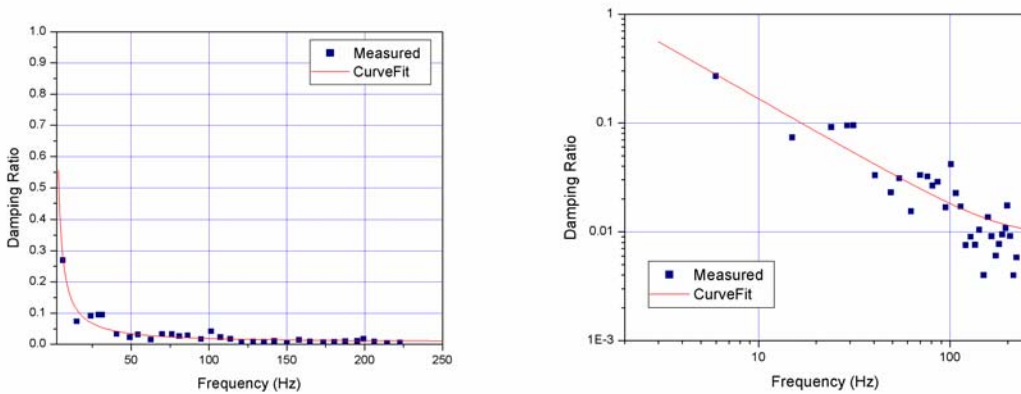 1.0
0.9
0.8
0.7
0.6
0.5
0.4
0.3
0.2
0.1
0.0
Damping Ratio
Measured
CurveFit
50
100
150
200
250
Frequency (Hz)
1
0.1
0.01
1E-3
Damping Ratio
Measured
CurveFit
10
100
Frequency (Hz)